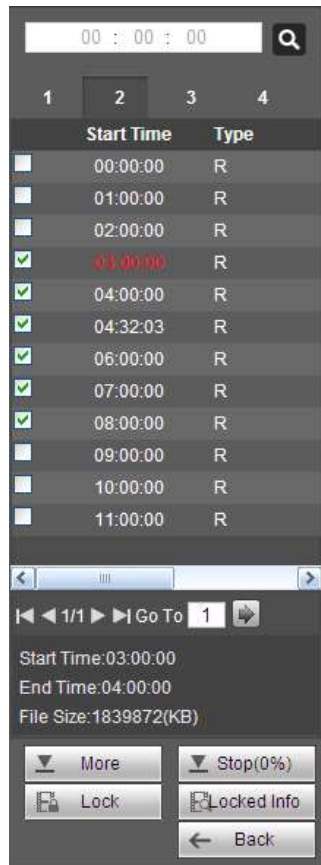 00 : 00 : 00
1 2 3 4
Start Time Type
00:00:00 R
01:00:00 R
02:00:00 R
03:00:00 R
04:00:00 R
04:32:03 R
06:00:00 R
07:00:00 R
08:00:00 R
09:00:00 R
10:00:00 R
11:00:00 R
1/1 Go To 1
Start Time:03:00:00
End Time:04:00:00
File Size:1839872(KB)
More Stop(0%)
Lock Locked Info
Back